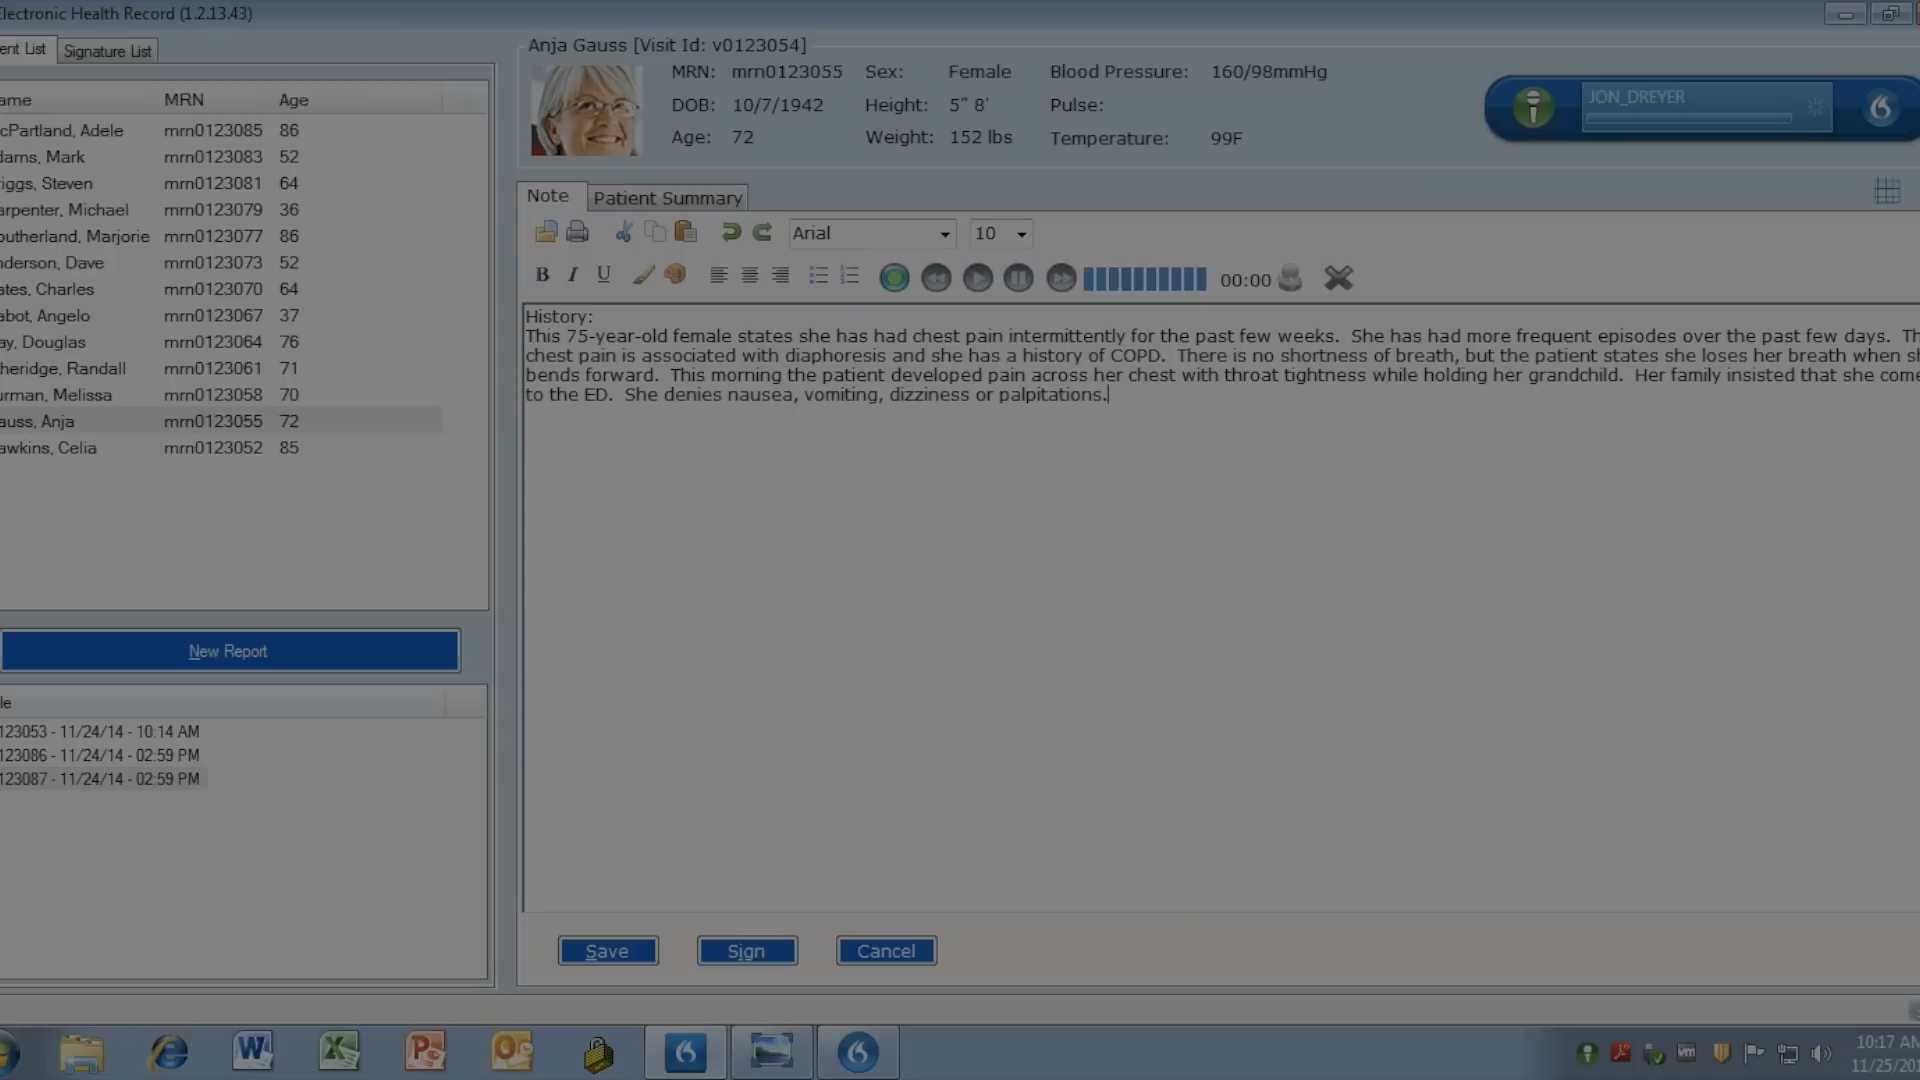 Electronic Health Record (1.2.13.43)
ent List
Signature List
ame MRN Age
cPartland, Adele mrn0123085 86
dams, Mark mrn0123083 52
riggs, Steven mrn0123081 64
arpenter, Michael mrn0123079 36
outherland, Marjorie mrn0123077 86
nderson, Dave mrn0123073 52
ates, Charles mrn0123070 64
abot, Angelo mrn0123067 37
ay, Douglas mrn0123064 76
theridge, Randall mrn0123061 71
urman, Melissa mrn0123058 70
auss, Anja mrn0123055 72
awkins, Celia mrn0123052 85
New Report
le
123053 - 11/24/14 - 10:14 AM
123086 - 11/24/14 - 02:59 PM
123087 - 11/24/14 - 02:59 PM
Anja Gauss [Visit Id: v0123054]
MRN: mrn0123055 Sex: Female Blood Pressure: 160/98mmHg
DOB: 10/7/1942 Height: 5" 8' Pulse:
Age: 72 Weight: 152 lbs Temperature: 99F
JON_DREYER
Note
Patient Summary
Arial 10
B I U
00:00
History:
This 75-year-old female states she has had chest pain intermittently for the past few weeks. She has had more frequent episodes over the past few days. Th
chest pain is associated with diaphoresis and she has a history of COPD. There is no shortness of breath, but the patient states she loses her breath when sh
bends forward. This morning the patient developed pain across her chest with throat tightness while holding her grandchild. Her family insisted that she come
to the ED. She denies nausea, vomiting, dizziness or palpitations.
Save
Sign
Cancel
10:17 AM
11/25/201